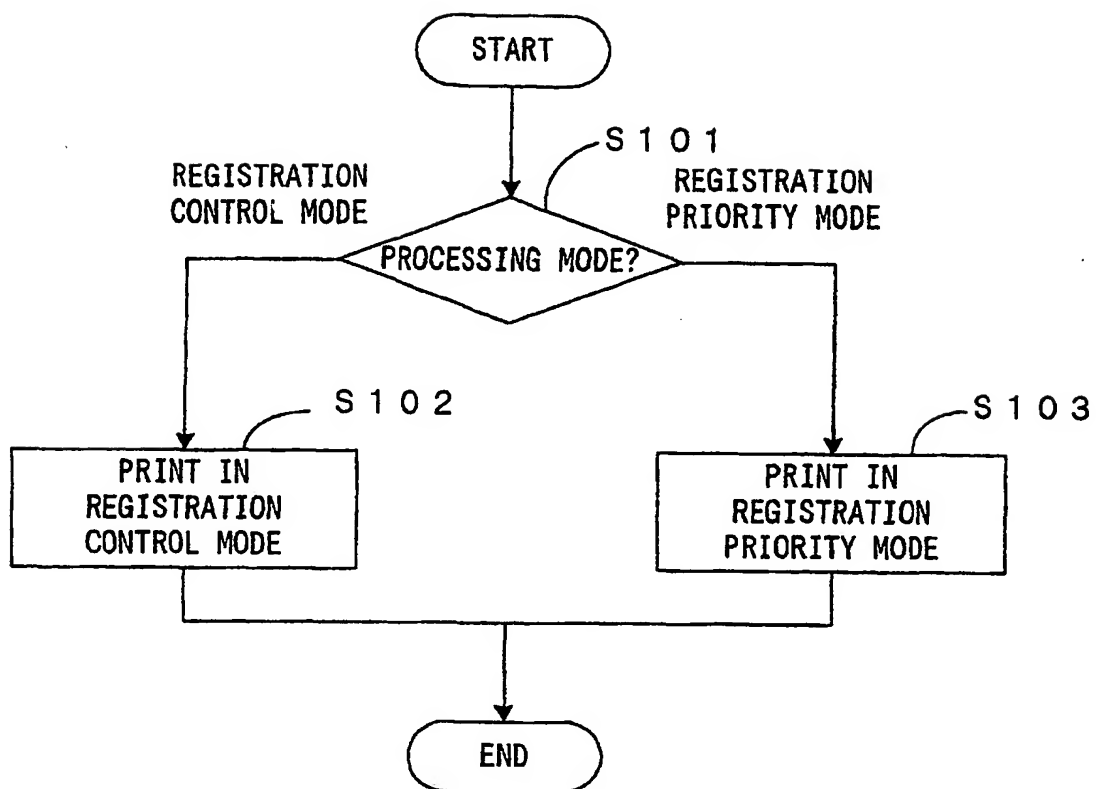 START
S101
REGISTRATION
CONTROL MODE
REGISTRATION
PRIORITY MODE
PROCESSING MODE?
S102
S103
PRINT IN
REGISTRATION
CONTROL MODE
PRINT IN
REGISTRATION
PRIORITY MODE
END